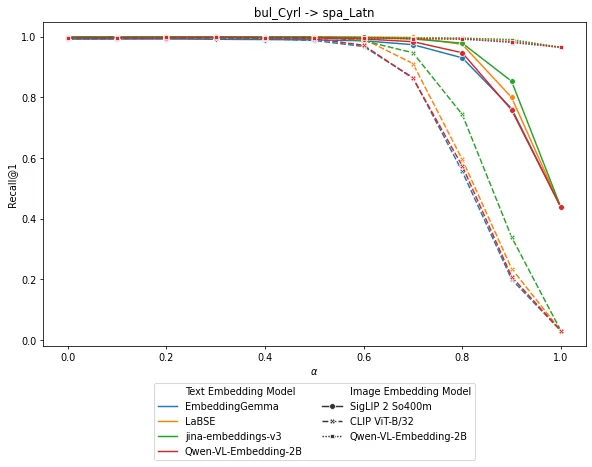 bul_Cyrl -> spa_Latn
Recall@1
1.0
0.8
0.6
0.4
0.2
0.0
0.0 0.2 0.4 0.6 0.8 1.0
α
Text Embedding Model Image Embedding Model
EmbeddingGemma SigLIP 2 So400m
LaBSE CLIP ViT-B/32
jina-embeddings-v3 Qwen-VL-Embedding-2B
Qwen-VL-Embedding-2B